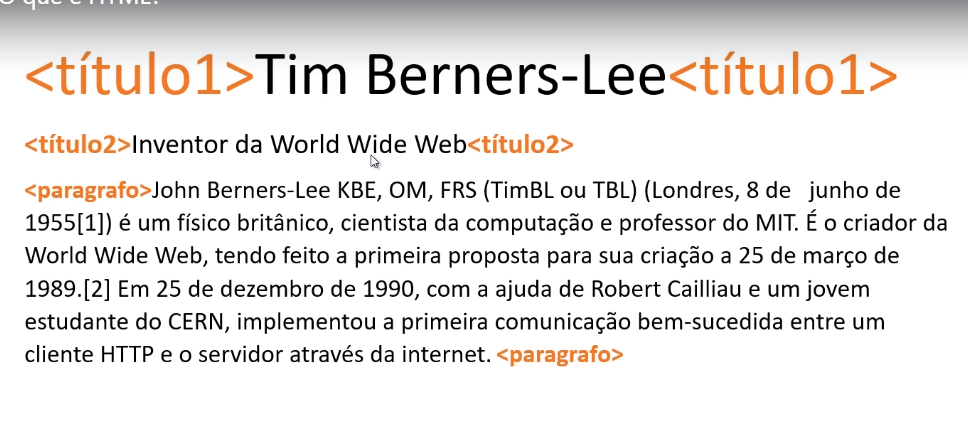 O que é HTML?
<título1>Tim Berners-Lee<título1>
<título2>Inventor da World Wide Web<título2>
<paragrafo>John Berners-Lee KBE, OM, FRS (TimBL ou TBL) (Londres, 8 de junho de
1955[1]) é um físico britânico, cientista da computação e professor do MIT. É o criador da
World Wide Web, tendo feito a primeira proposta para sua criação a 25 de março de
1989.[2] Em 25 de dezembro de 1990, com a ajuda de Robert Cailliau e um jovem
estudante do CERN, implementou a primeira comunicação bem-sucedida entre um
cliente HTTP e o servidor através da internet. <paragrafo>